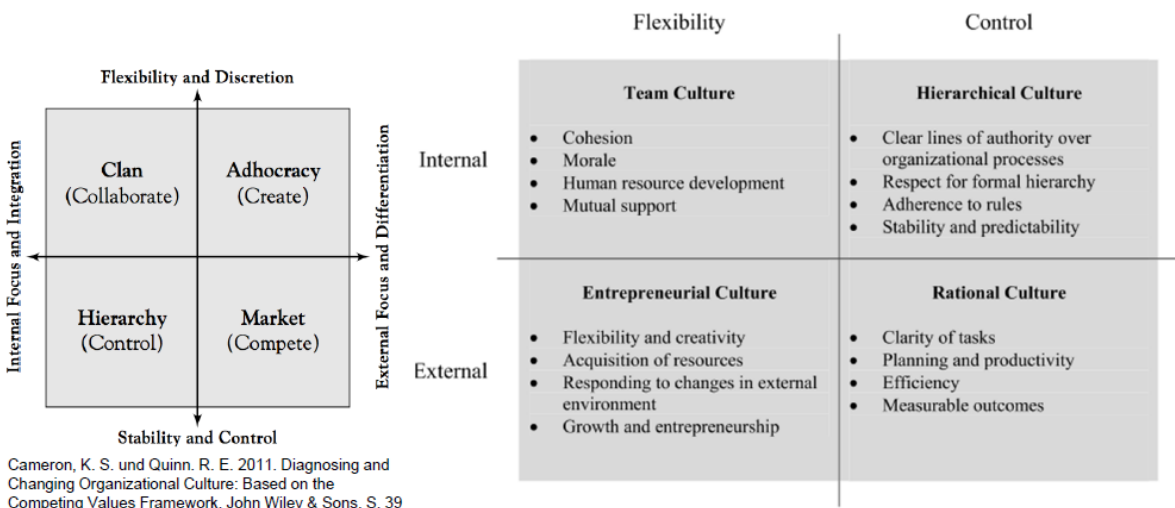 Flexibility and Discretion
Internal Focus and Integration
Clan
(Collaborate)
Adhocracy
(Create)
Hierarchy
(Control)
Market
(Compete)
External Focus and Differentiation
Stability and Control
Cameron, K. S. und Quinn. R. E. 2011. Diagnosing and
Changing Organizational Culture: Based on the
Competing Values Framework. John Wiley & Sons. S. 39
Flexibility
Control
Internal
Team Culture
• Cohesion
• Morale
• Human resource development
• Mutual support
Hierarchical Culture
• Clear lines of authority over
organizational processes
• Respect for formal hierarchy
• Adherence to rules
• Stability and predictability
External
Entrepreneurial Culture
• Flexibility and creativity
• Acquisition of resources
• Responding to changes in external
environment
• Growth and entrepreneurship
Rational Culture
• Clarity of tasks
• Planning and productivity
• Efficiency
• Measurable outcomes